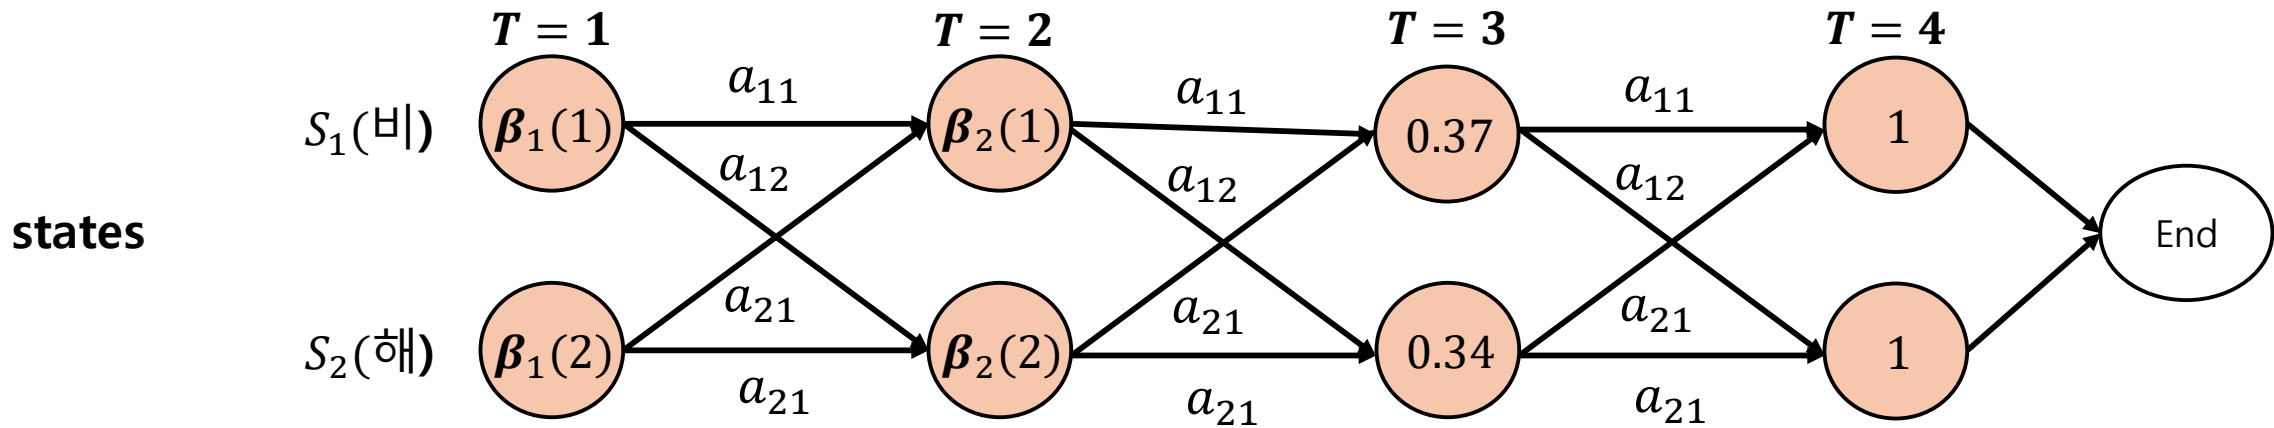 T = 1 T = 2 T = 3 T = 4
a₁₁ a₁₁ a₁₁
S₁(비) β₁(1) β₂(1) 0.37 1
a₁₂ a₁₂ a₁₂
states End
a₂₁ a₂₁ a₂₁
S₂(해) β₁(2) β₂(2) 0.34 1
a₂₁ a₂₁ a₂₁